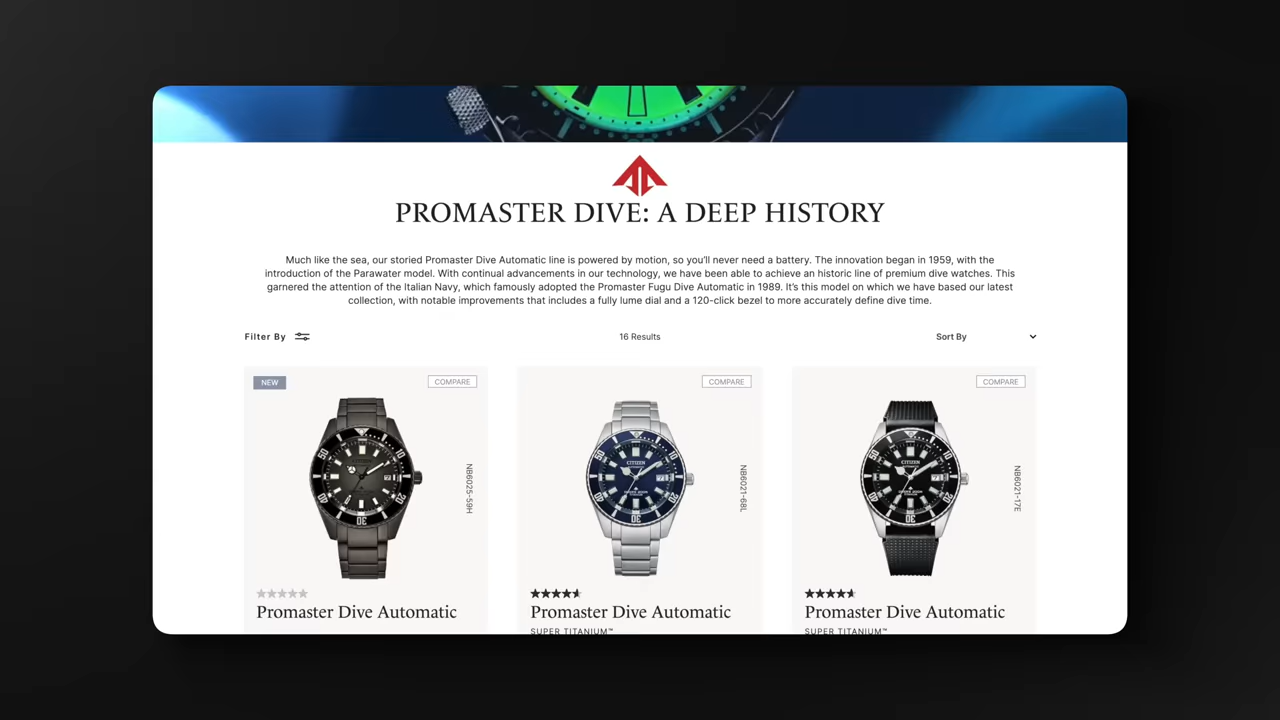 PROMASTER DIVE: A DEEP HISTORY
Much like the sea, our storied Promaster Dive Automatic line is powered by motion, so you'll never need a battery. The innovation began in 1959, with the
introduction of the Parawater model. With continual advancements in our technology, we have been able to achieve an historic line of premium dive watches. This
garnered the attention of the Italian Navy, which famously adopted the Promaster Fugu Dive Automatic in 1989. It's this model on which we have based our latest
collection, with notable improvements that includes a fully lume dial and a 120-click bezel to more accurately define dive time.
Filter By
16 Results
Sort By
NEW
COMPARE
COMPARE
COMPARE
CITIZEN
CITIZEN
NB6025-59H
NB6021-68L
NB6021-17E
Promaster Dive Automatic
Promaster Dive Automatic
Promaster Dive Automatic
SUPER TITANIUM™
SUPER TITANIUM™